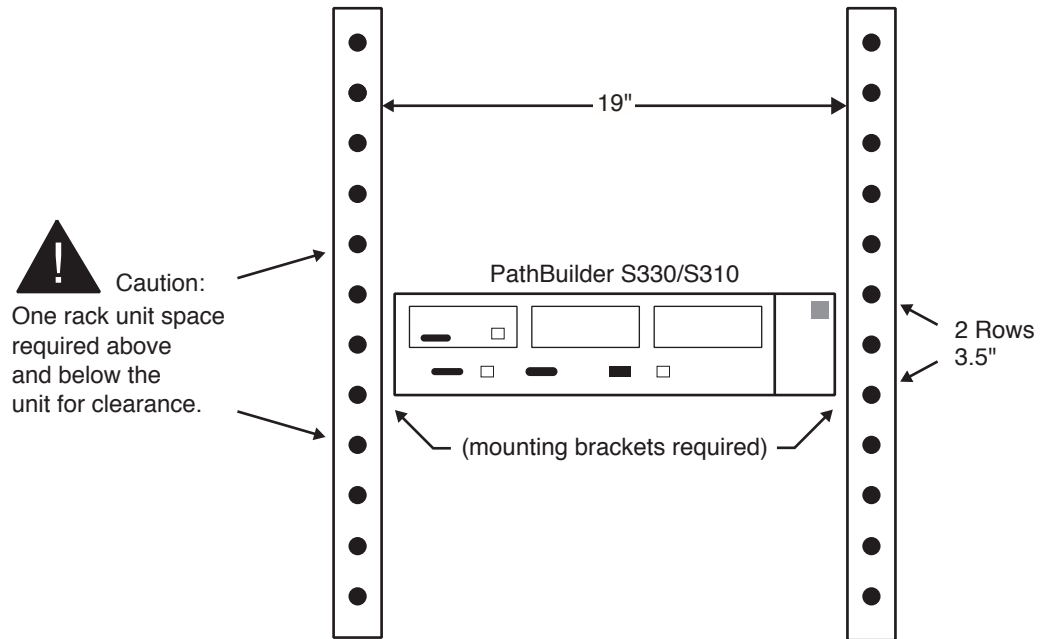 19"
!
Caution:
One rack unit space
required above
and below the
unit for clearance.
PathBuilder S330/S310
2 Rows
3.5"
(mounting brackets required)